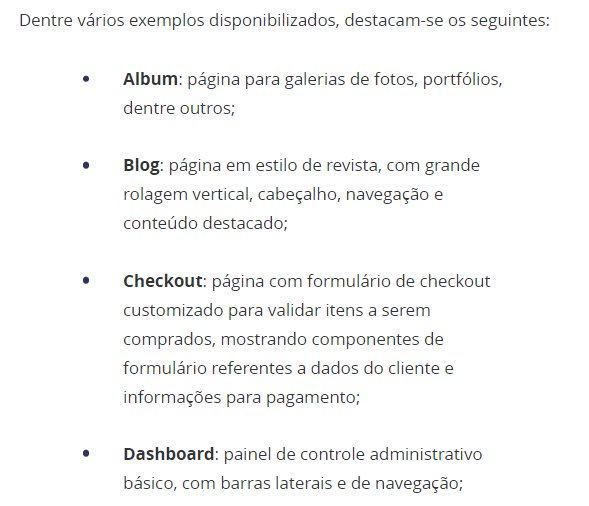 Dentre vários exemplos disponibilizados, destacam-se os seguintes:
• Album: página para galerias de fotos, portfólios,
dentre outros;
• Blog: página em estilo de revista, com grande
rolagem vertical, cabeçalho, navegação e
conteúdo destacado;
• Checkout: página com formulário de checkout
customizado para validar itens a serem
comprados, mostrando componentes de
formulário referentes a dados do cliente e
informações para pagamento;
• Dashboard: painel de controle administrativo
básico, com barras laterais e de navegação;